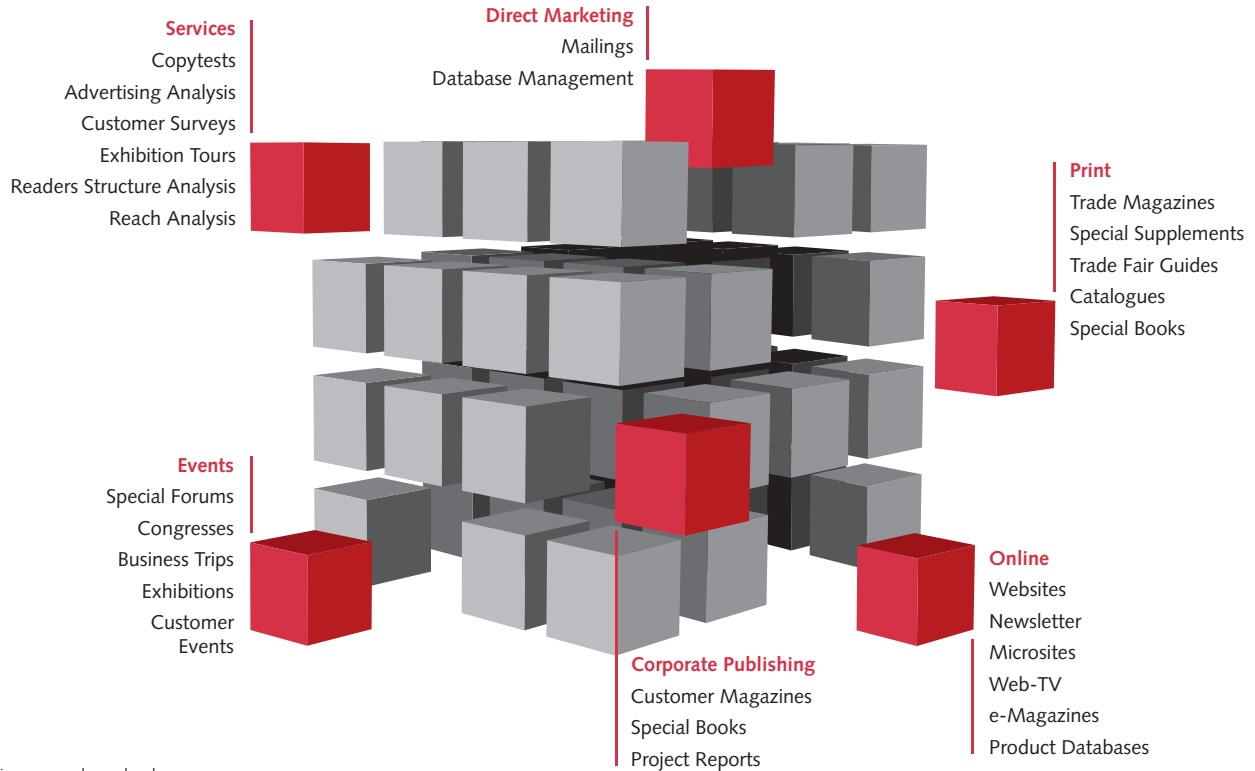 Services
Copytests
Advertising Analysis
Customer Surveys
Exhibition Tours
Readers Structure Analysis
Reach Analysis
Direct Marketing
Mailings
Database Management
Print
Trade Magazines
Special Supplements
Trade Fair Guides
Catalogues
Special Books
Events
Special Forums
Congresses
Business Trips
Exhibitions
Customer
Events
Corporate Publishing
Customer Magazines
Special Books
Project Reports
Online
Websites
Newsletter
Microsites
Web-TV
e-Magazines
Product Databases